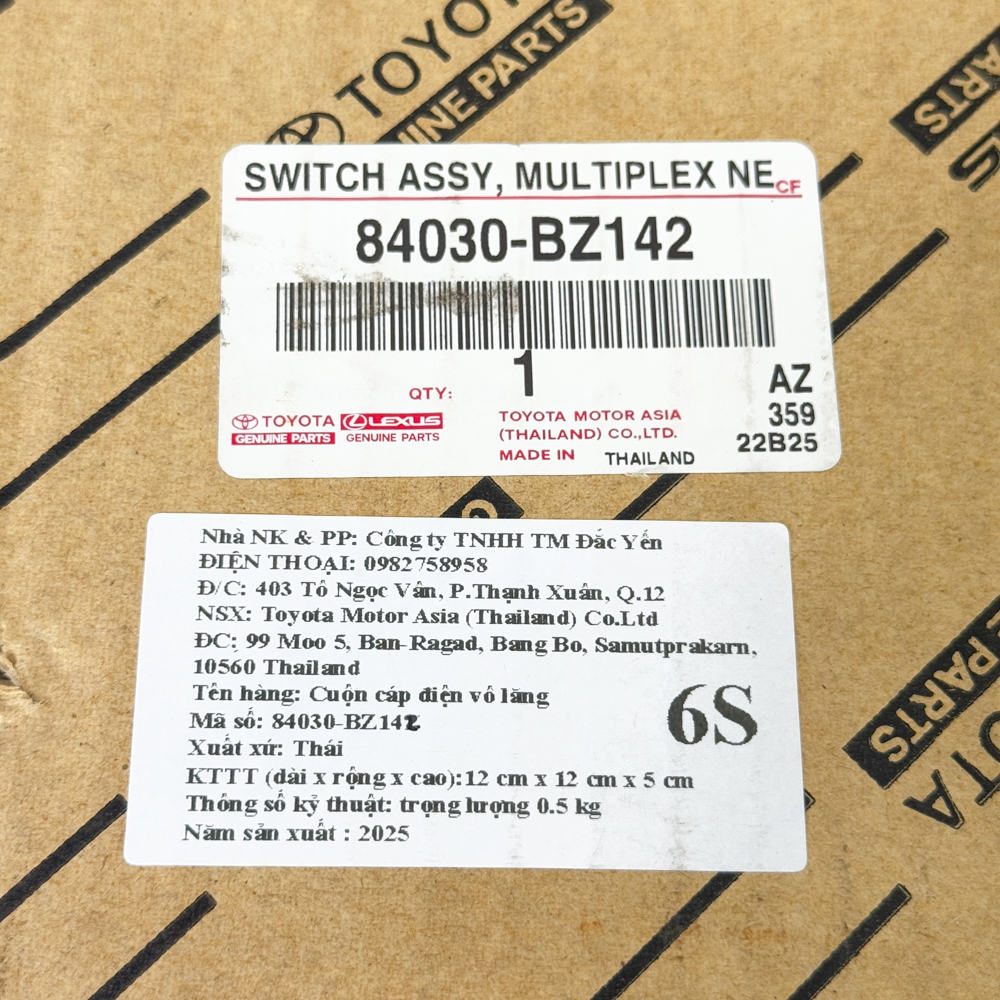 TOYO
INE PARTS
PARTS
S
SWITCH ASSY, MULTIPLEX NE CF
84030-BZ142
1
QTY:
AZ
359
22B25
TOYOTA LEXUS
GENUINE PARTS GENUINE PARTS
TOYOTA MOTOR ASIA
(THAILAND) CO.,LTD.
MADE IN THAILAND
Nhà NK & PP: Công ty TNHH TM Đắc Yến
ĐIỆN THOẠI: 0982758958
Đ/C: 403 Tô Ngọc Vân, P.Thạnh Xuân, Q.12
NSX: Toyota Motor Asia (Thailand) Co.Ltd
ĐC: 99 Moo 5, Ban-Ragad, Bang Bo, Samutprakarn,
10560 Thailand
Tên hàng: Cuộn cáp điện vô lăng
Mã số: 84030-BZ142
Xuất xứ: Thái
KTTT (dài x rộng x cao):12 cm x 12 cm x 5 cm
Thông số kỹ thuật: trọng lượng 0.5 kg
Năm sản xuất : 2025
6S
OTA
E PARTS